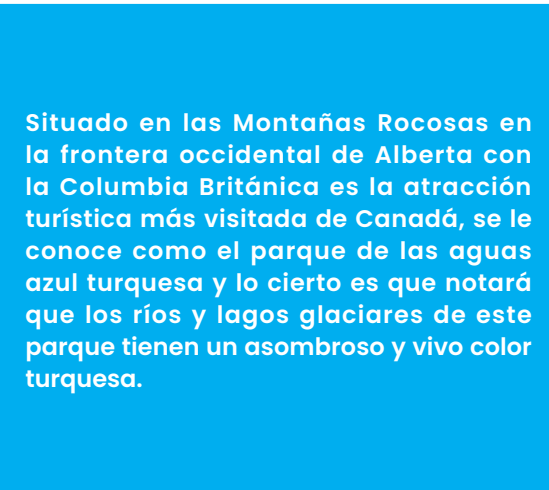 Situado en las Montañas Rocosas en
la frontera occidental de Alberta con
la Columbia Británica es la atracción
turística más visitada de Canadá, se le
conoce como el parque de las aguas
azul turquesa y lo cierto es que notará
que los ríos y lagos glaciares de este
parque tienen un asombroso y vivo color
turquesa.